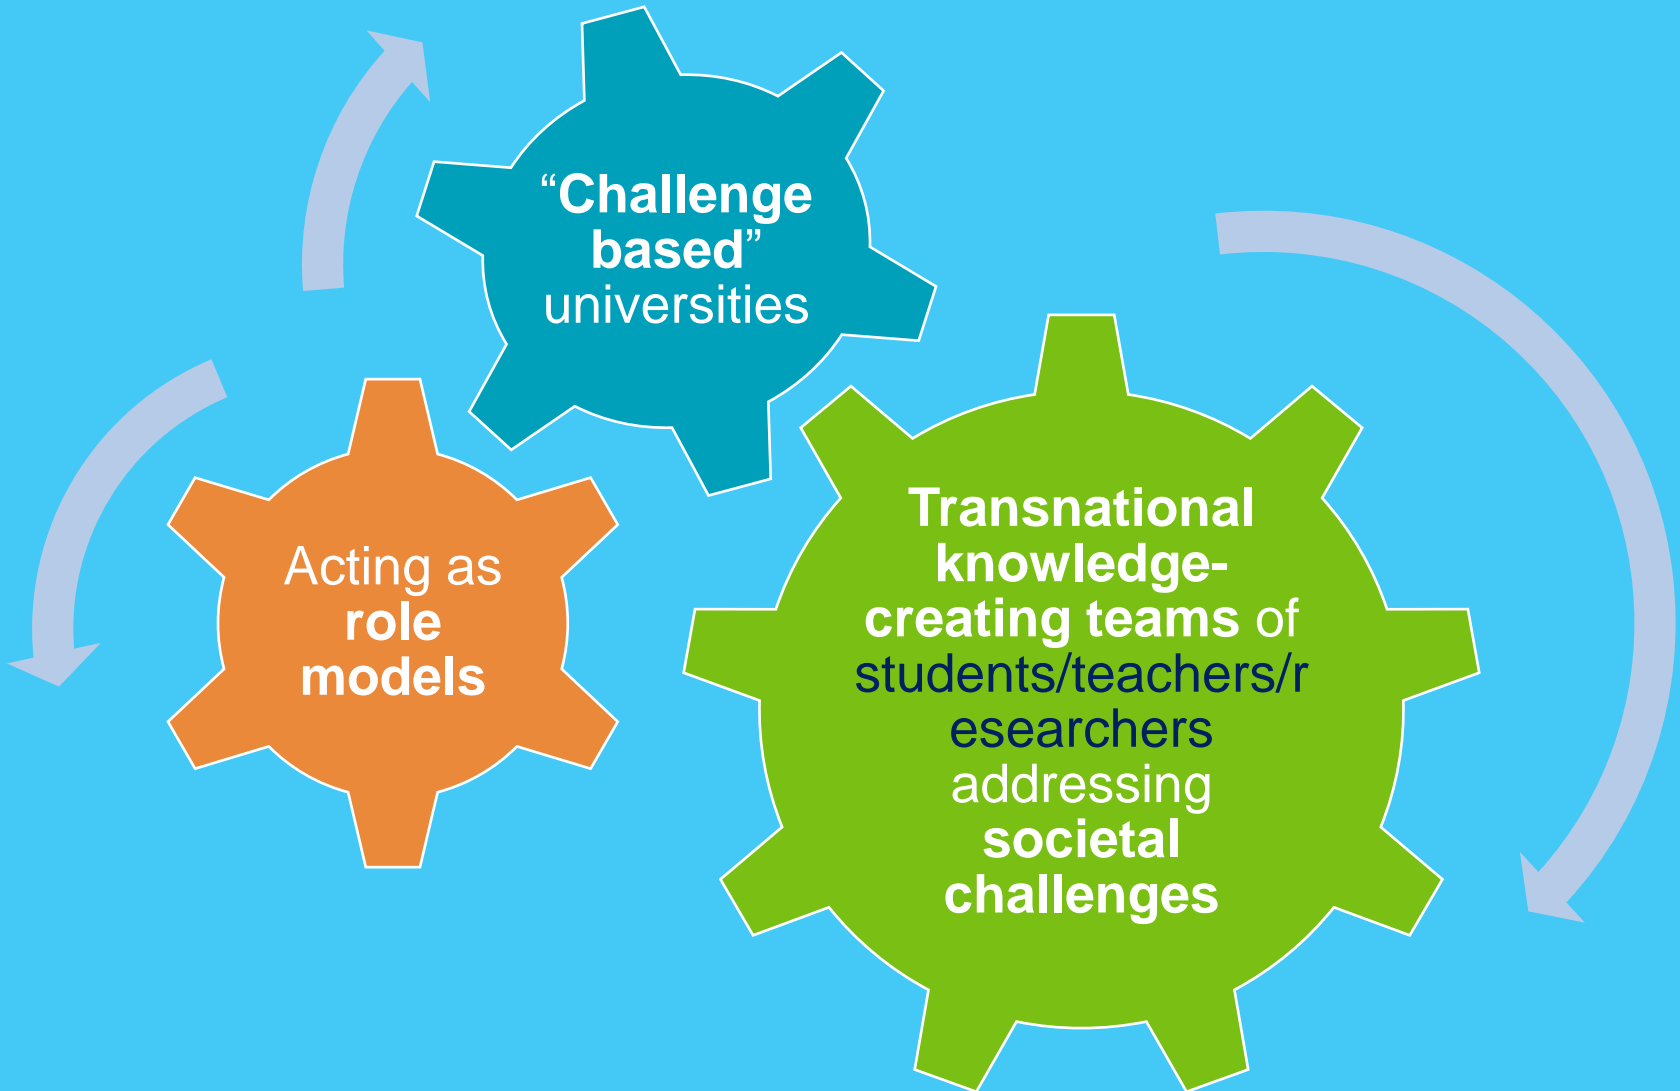 “Challenge
based”
universities
Acting as
role
models
Transnational
knowledge-
creating teams of
students/teachers/r
esearchers
addressing
societal
challenges